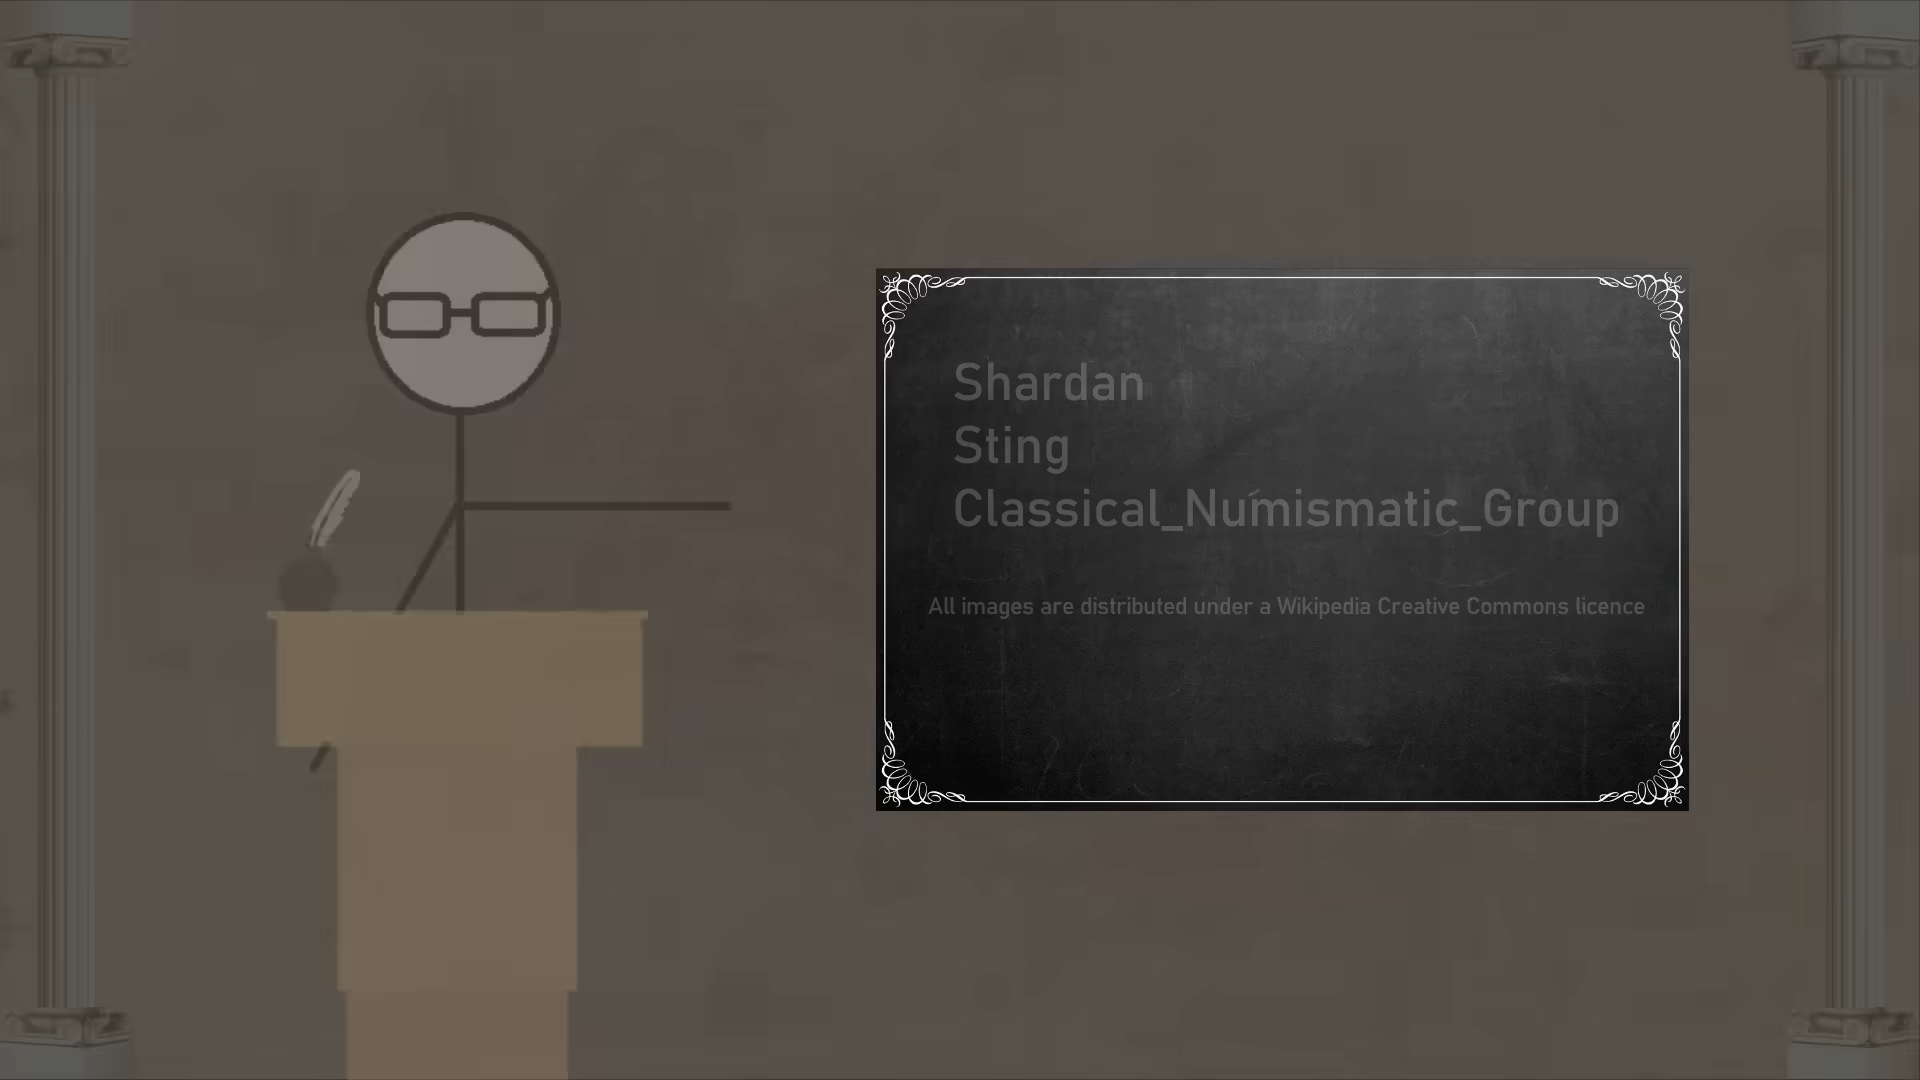 Shardan
Sting
Classical_Numismatic_Group
All images are distributed under a Wikipedia Creative Commons licence